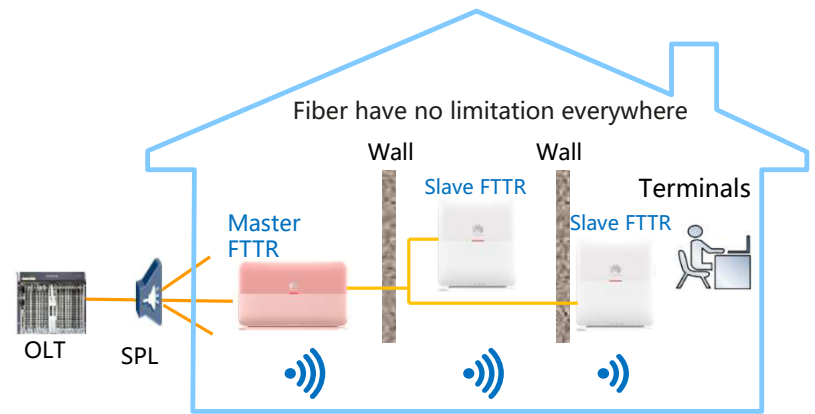 Fiber have no limitation everywhere
Wall
Wall
Slave FTTR
Terminals
Master
FTTR
Slave FTTR
OLT
SPL